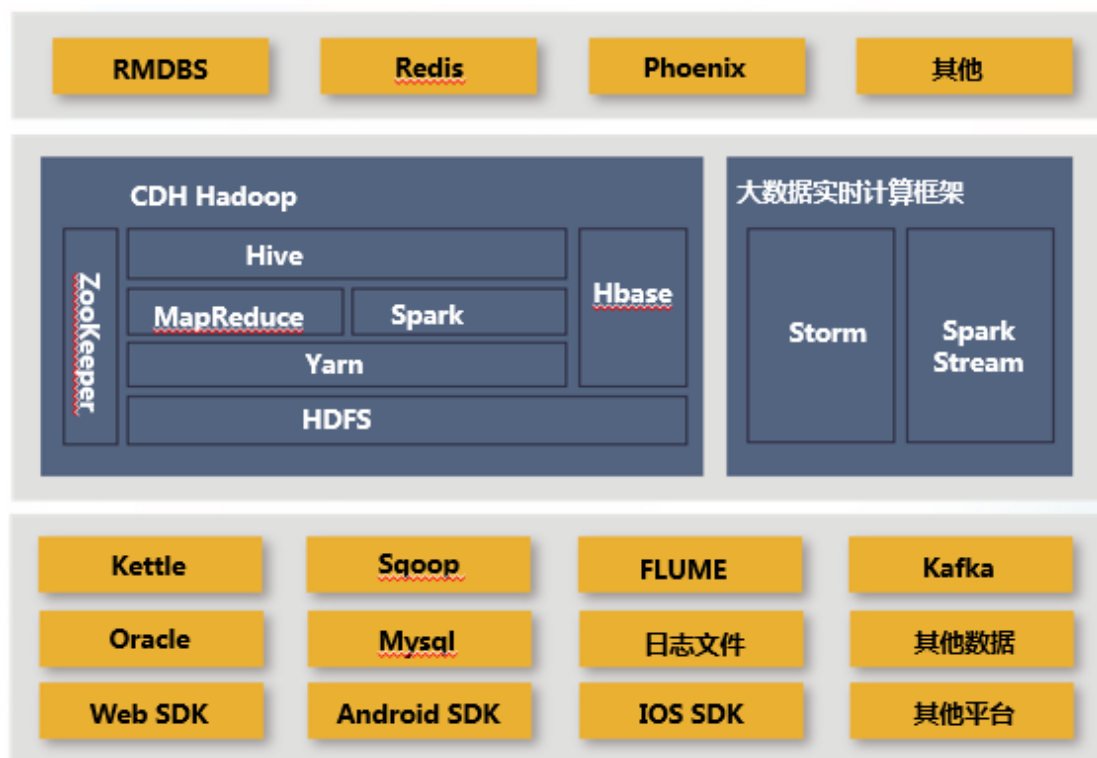 RMDBS
Redis
Phoenix
其他
CDH Hadoop
ZooKeeper
Hive
MapReduce
Spark
Yarn
HDFS
Hbase
大数据实时计算框架
Storm
Spark
Stream
Kettle
Sqoop
FLUME
Kafka
Oracle
Mysql
日志文件
其他数据
Web SDK
Android SDK
IOS SDK
其他平台